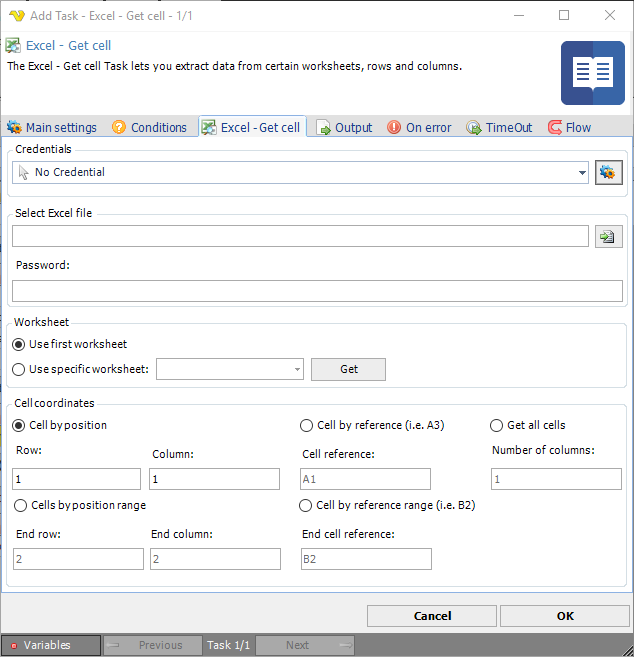 Add Task - Excel - Get cell - 1/1
Excel - Get cell
The Excel - Get cell Task lets you extract data from certain worksheets, rows and columns.
Main settings Conditions Excel - Get cell Output On error TimeOut Flow
Credentials
No Credential
Select Excel file
Password:
Worksheet
Use first worksheet
Use specific worksheet: Get
Cell coordinates
Cell by position Cell by reference (i.e. A3) Get all cells
Row: Column: Cell reference: Number of columns:
1 1 A1 1
Cells by position range Cell by reference range (i.e. B2)
End row: End column: End cell reference:
2 2 B2
Cancel OK
Variables Previous Task 1/1 Next